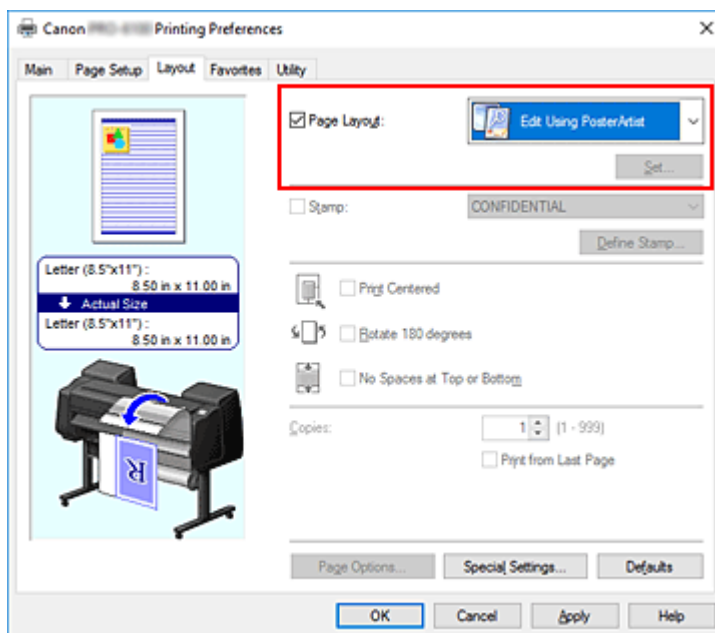 Canon Printing Preferences
Main Page Setup Layout Favorites Utility
Page Layout: Edit Using PosterArtist
Set...
Stamp: CONFIDENTIAL
Define Stamp...
Letter (8.5"x11") :
8.50 in x 11.00 in
Actual Size
Letter (8.5"x11") :
8.50 in x 11.00 in
Print Centered
Rotate 180 degrees
No Spaces at Top or Bottom
Copies: 1 (1 - 999)
Print from Last Page
R
Page Options... Special Settings... Defaults
OK Cancel Apply Help